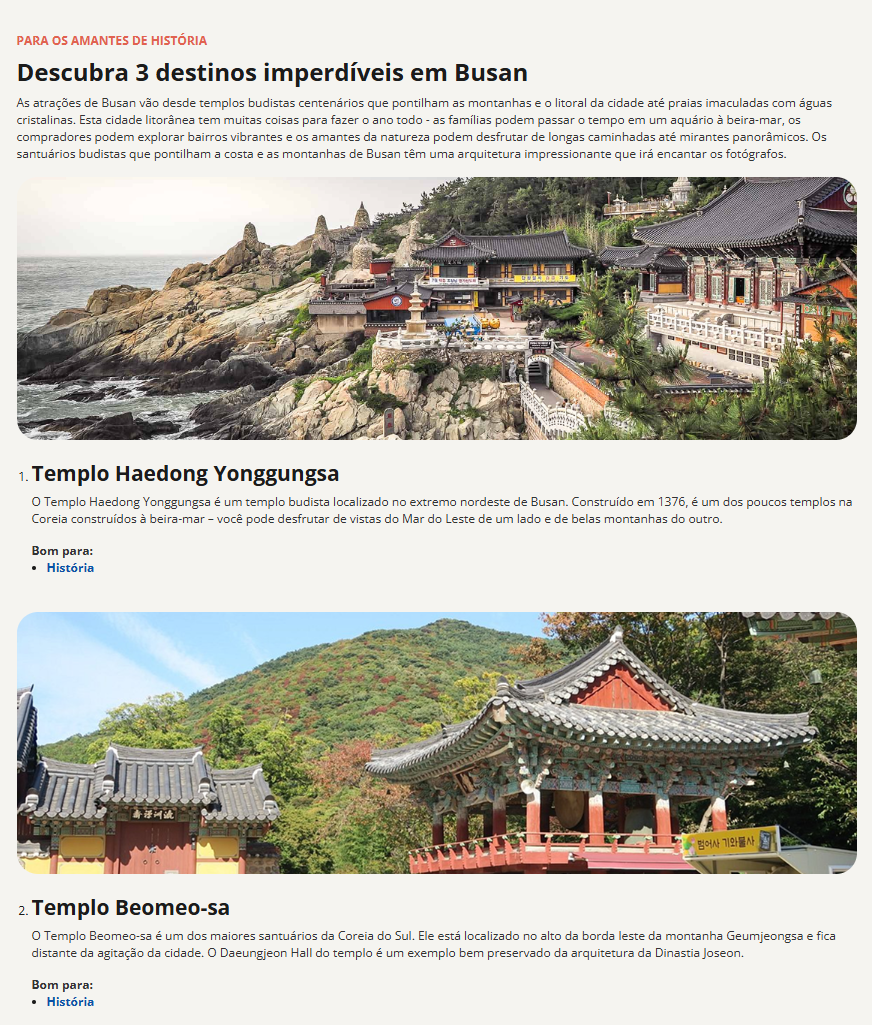 PARA OS AMANTES DE HISTÓRIA
Descubra 3 destinos imperdíveis em Busan
As atrações de Busan vão desde templos budistas centenários que pontilham as montanhas e o litoral da cidade até praias imaculadas com águas
cristalinas. Esta cidade litorânea tem muitas coisas para fazer o ano todo - as famílias podem passar o tempo em um aquário à beira-mar, os
compradores podem explorar bairros vibrantes e os amantes da natureza podem desfrutar de longas caminhadas até mirantes panorâmicos. Os
santuários budistas que pontilham a costa e as montanhas de Busan têm uma arquitetura impressionante que irá encantar os fotógrafos.
1. Templo Haedong Yonggungsa
O Templo Haedong Yonggungsa é um templo budista localizado no extremo nordeste de Busan. Construído em 1376, é um dos poucos templos na
Coreia construídos à beira-mar – você pode desfrutar de vistas do Mar do Leste de um lado e de belas montanhas do outro.
Bom para:
• História
범어사 기와불사
2. Templo Beomeo-sa
O Templo Beomeo-sa é um dos maiores santuários da Coreia do Sul. Ele está localizado no alto da borda leste da montanha Geumjeongsa e fica
distante da agitação da cidade. O Daeungjeon Hall do templo é um exemplo bem preservado da arquitetura da Dinastia Joseon.
Bom para:
• História